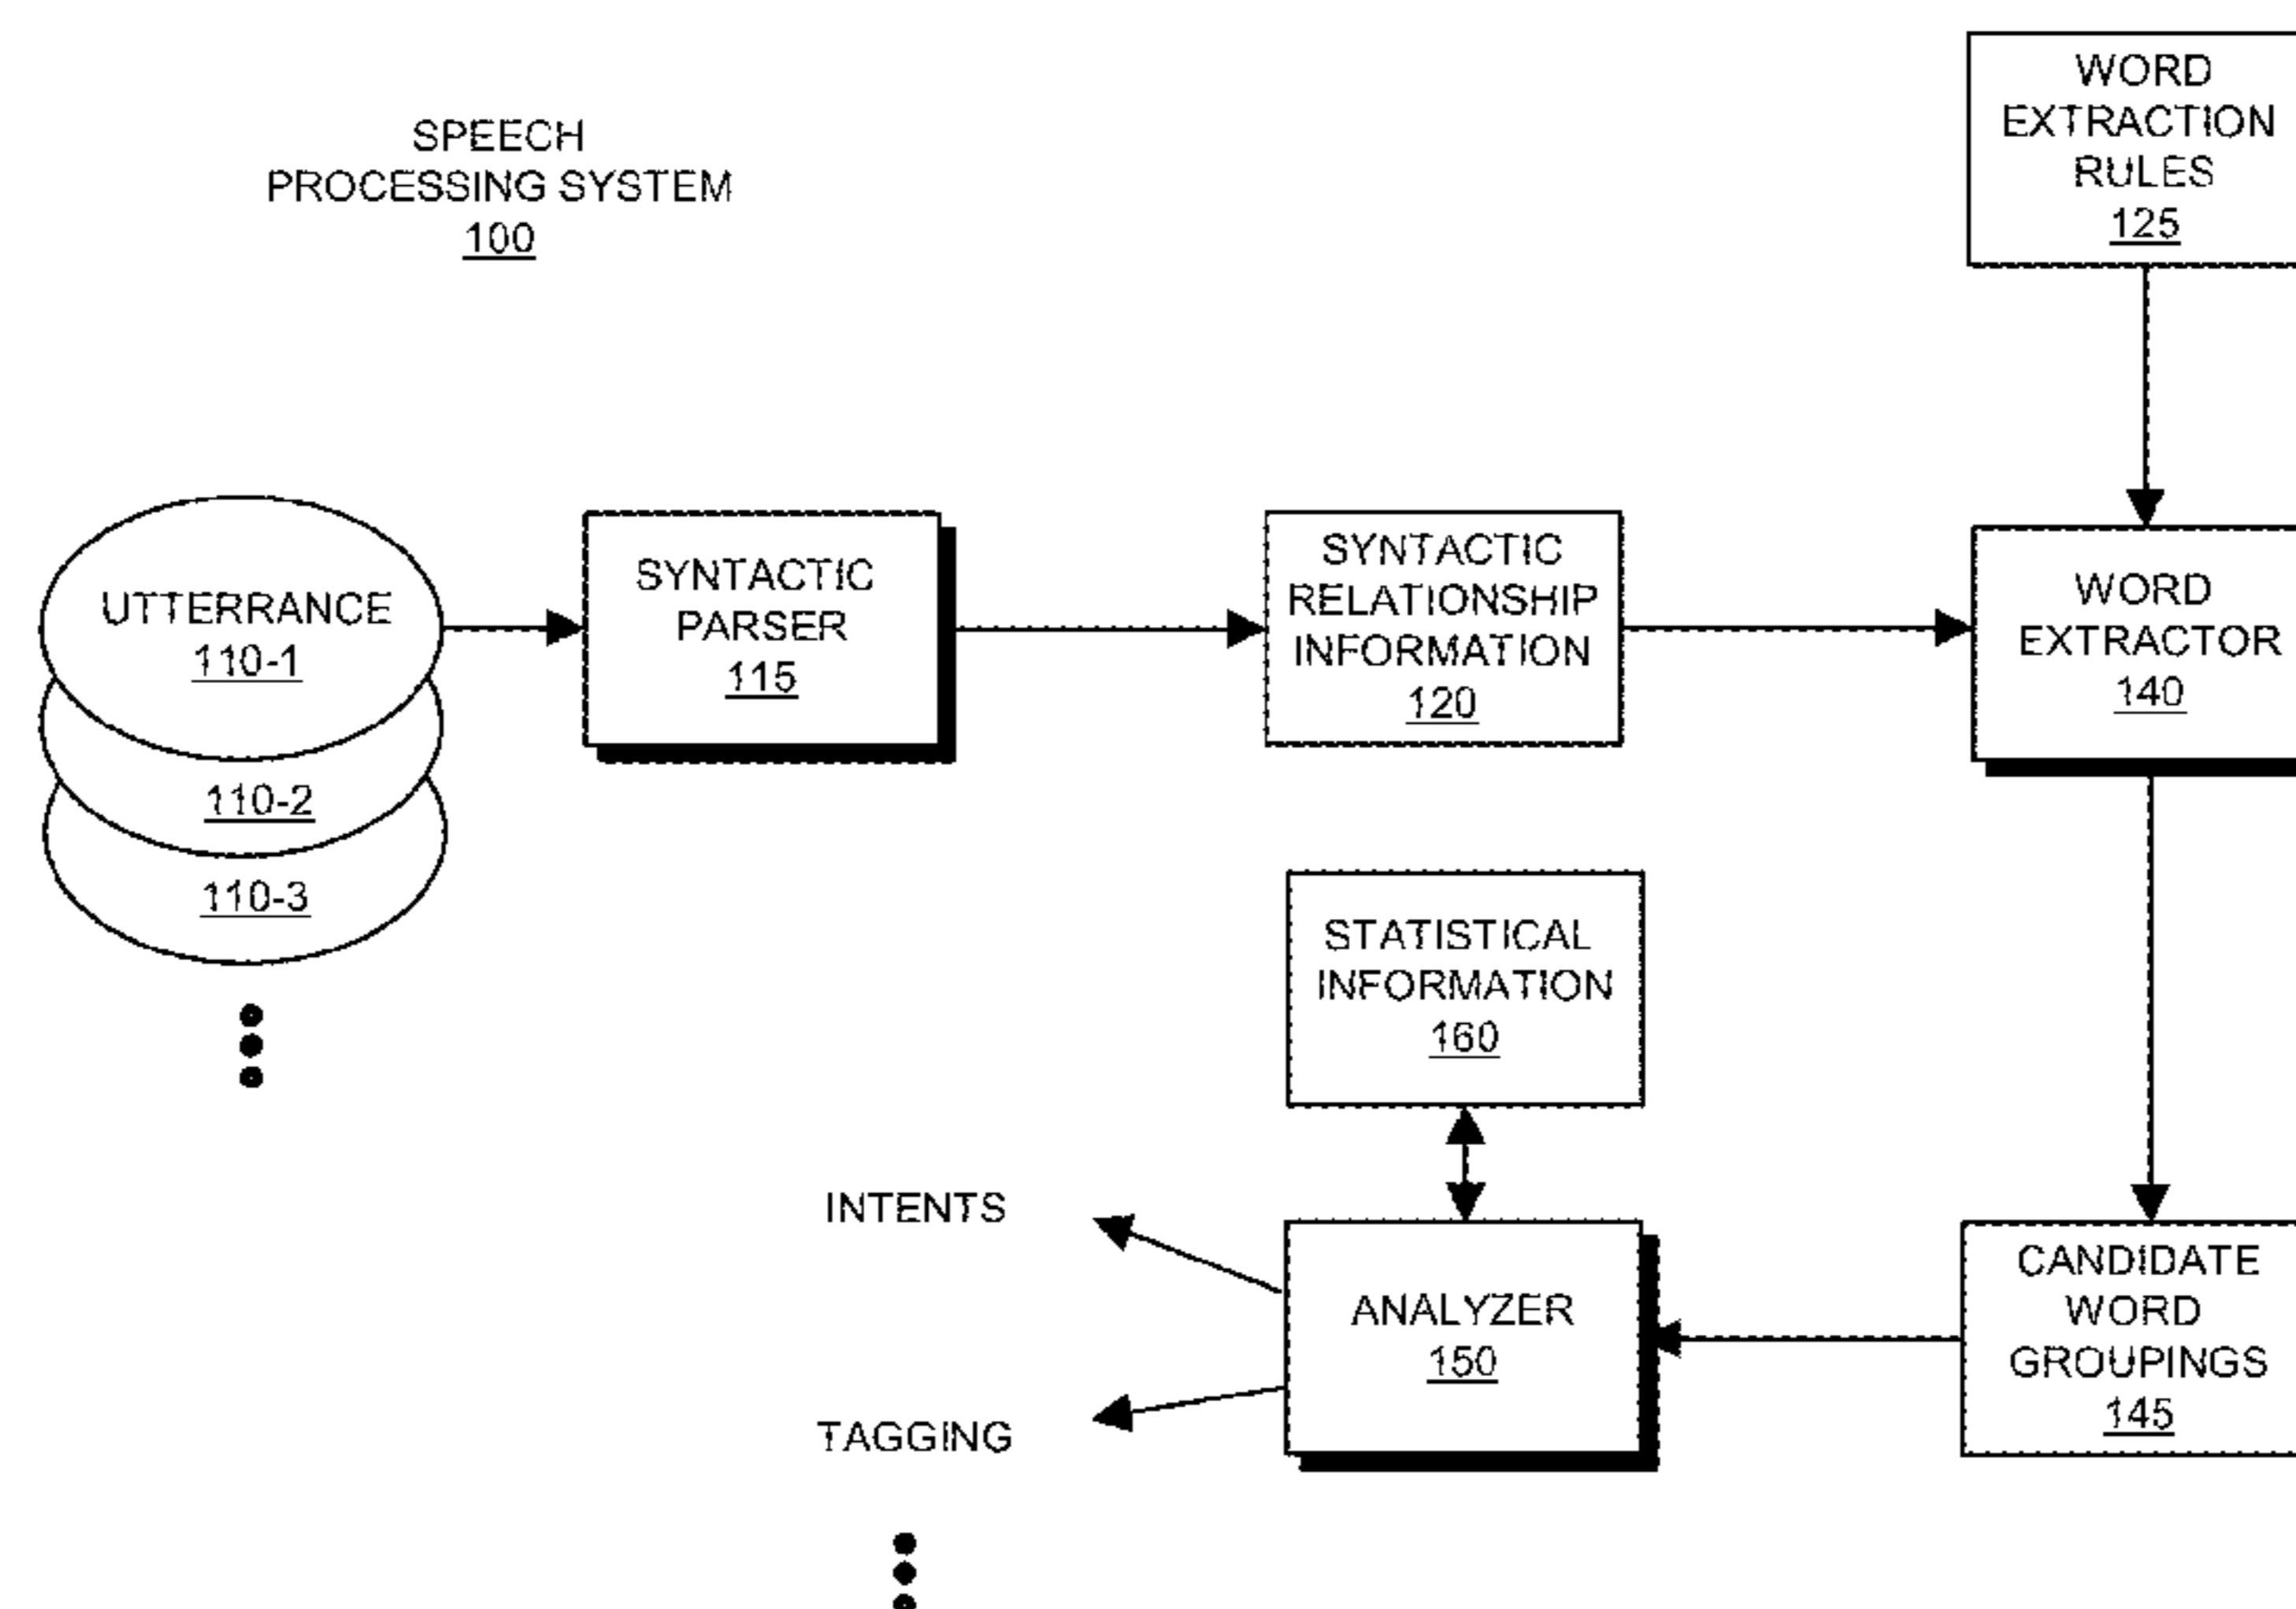 SPEECH
PROCESSING SYSTEM
100
WORD
EXTRACTION
RULES
125
UTTERRANCE
110-1
110-2
110-3
SYNTACTIC
PARSER
115
SYNTACTIC
RELATIONSHIP
INFORMATION
120
WORD
EXTRACTOR
140
STATISTICAL
INFORMATION
160
INTENTS
TAGGING
ANALYZER
150
CANDIDATE
WORD
GROUPINGS
145